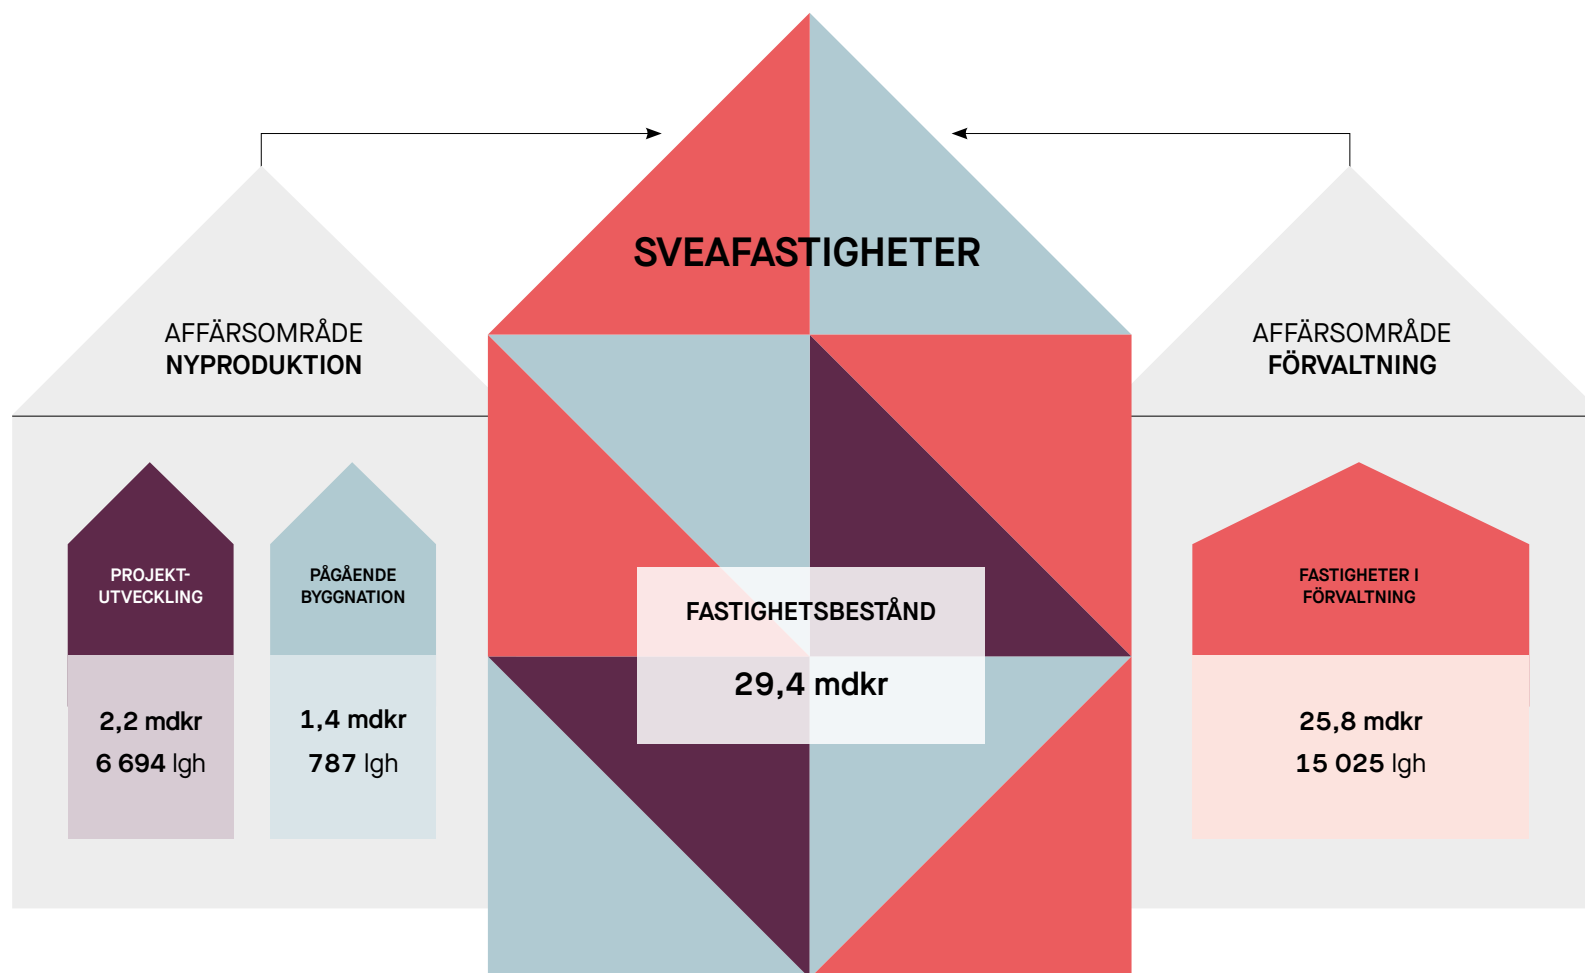 SVEAFASTIGHETER
AFFÄRSOMRÅDE
NYPRODUKTION
PROJEKT-
UTVECKLING
2,2 mdkr
6 694 lgh
PÅGÅENDE
BYGGNATION
1,4 mdkr
787 lgh
FASTIGHETSBESTÅND
29,4 mdkr
AFFÄRSOMRÅDE
FÖRVALTNING
FASTIGHETER I
FÖRVALTNING
25,8 mdkr
15 025 lgh